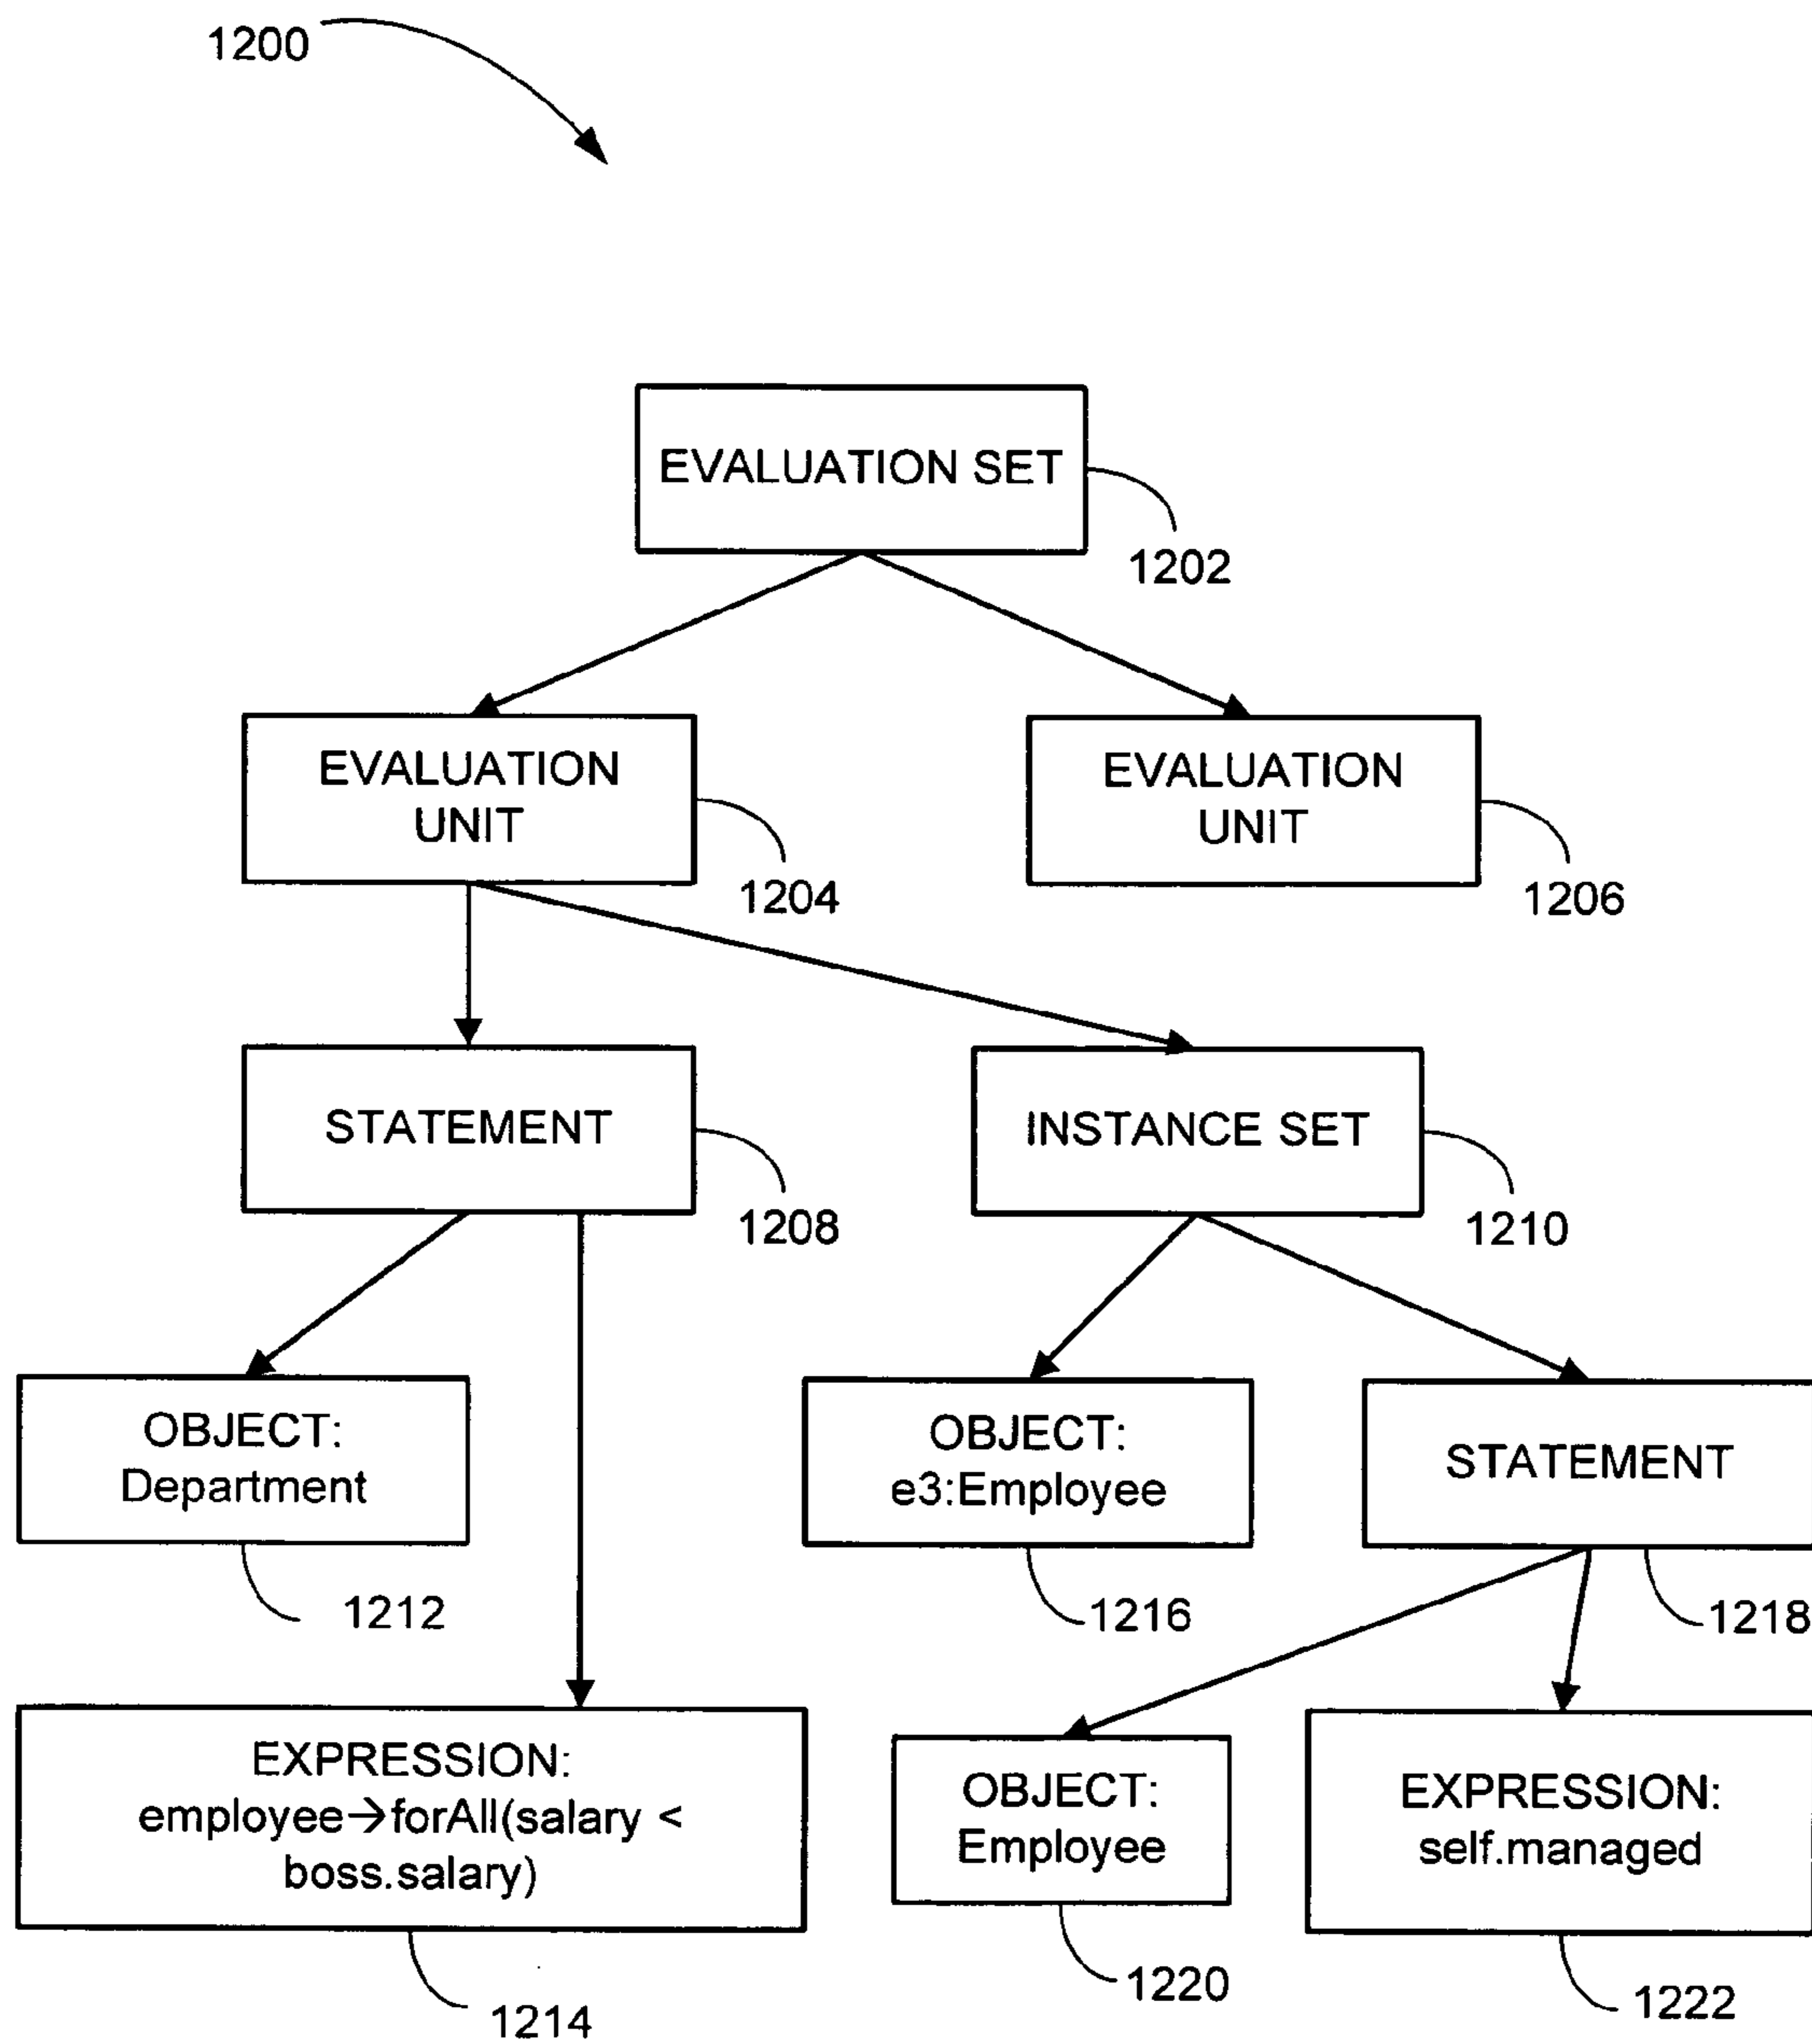 1200
EVALUATION SET
1202
EVALUATION
UNIT
1204
EVALUATION
UNIT
1206
STATEMENT
1208
INSTANCE SET
1210
OBJECT:
Department
1212
OBJECT:
e3:Employee
1216
STATEMENT
1218
EXPRESSION:
employee→forAll(salary <
boss.salary)
1214
OBJECT:
Employee
1220
EXPRESSION:
self.managed
1222